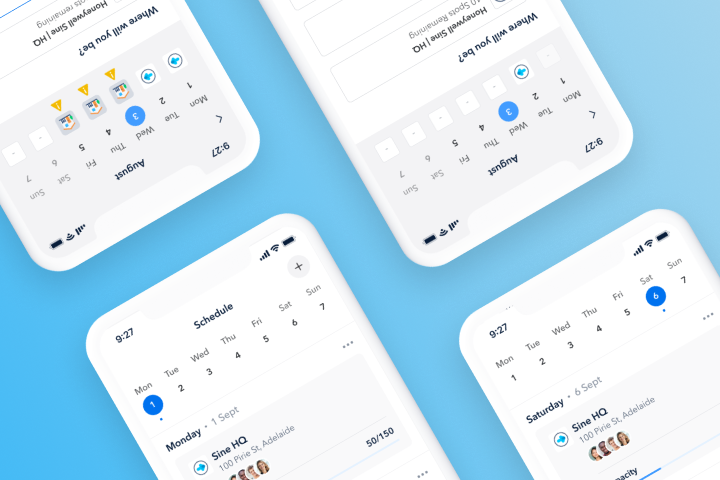 9:27
August
Mon Tue Wed Thu Fri Sat Sun
1 2 3 4 5 6 7
Where will you be?
Honeywell Sine | HQ
9:27
August
Mon Tue Wed Thu Fri Sat Sun
1 2 3 4 5 6 7
Where will you be?
Honeywell Sine | HQ
Spots Remaining
9:27
Schedule
Mon Tue Wed Thu Fri Sat Sun
1 2 3 4 5 6 7
Monday • 1 Sept
Sine HQ
100 Pirie St, Adelaide
50/150
9:27
Mon Tue Wed Thu Fri Sat Sun
1 2 3 4 5 6 7
Saturday • 6 Sept
Sine HQ
100 Pirie St, Adelaide